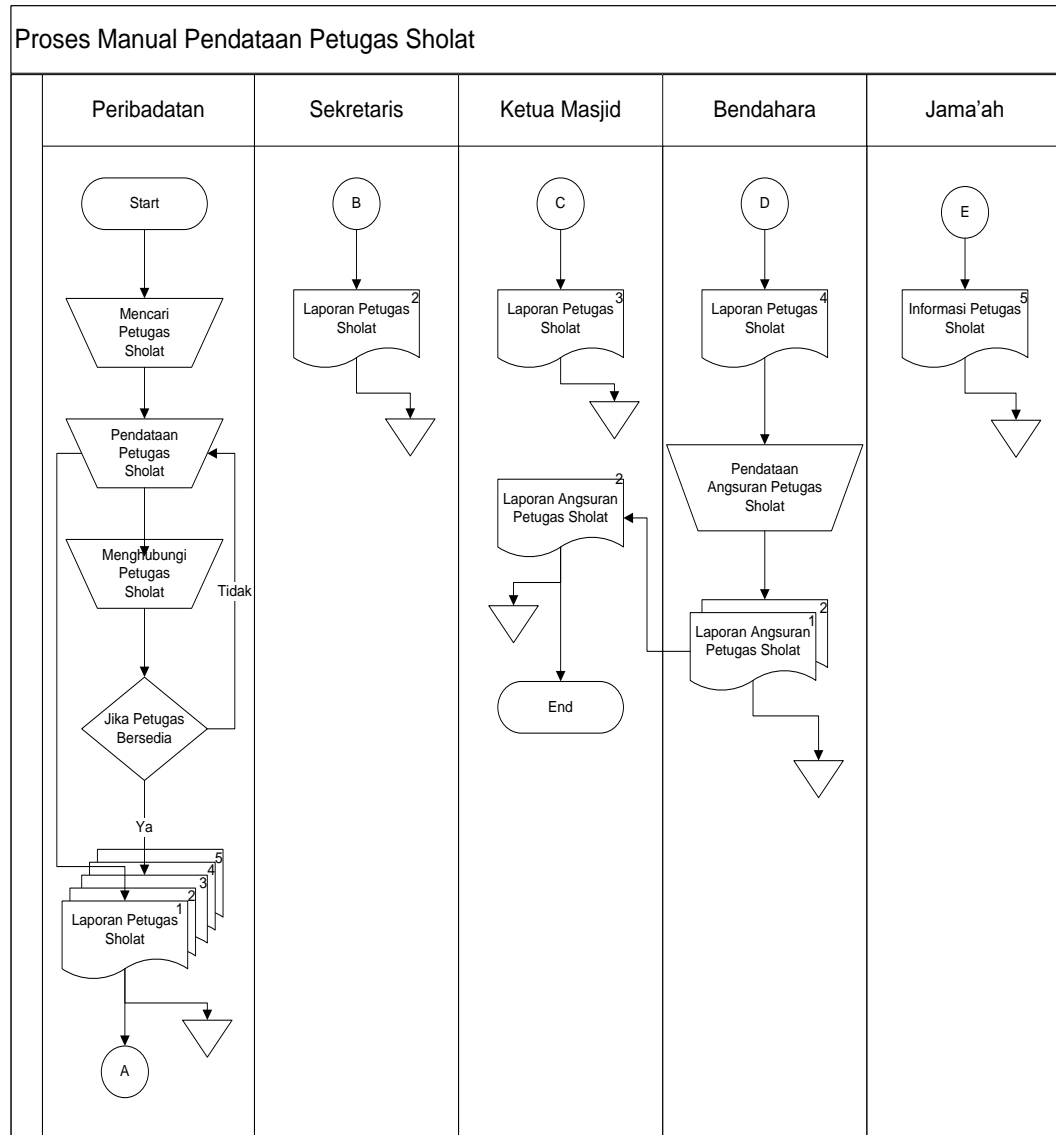 Proses Manual Pendataan Petugas Sholat
Peribadatan
Sekretaris
Ketua Masjid
Bendahara
Jama'ah
Start
Mencari
Petugas
Sholat
Pendataan
Petugas
Sholat
Menghubungi
Petugas
Sholat
Tidak
Jika Petugas
Bersedia
Ya
5
4
3
2
1
Laporan Petugas
Sholat
A
B
2
Laporan Petugas
Sholat
C
3
Laporan Petugas
Sholat
2
Laporan Angsuran
Petugas Sholat
End
D
4
Laporan Petugas
Sholat
Pendataan
Angsuran Petugas
Sholat
2
1
Laporan Angsuran
Petugas Sholat
E
5
Informasi Petugas
Sholat